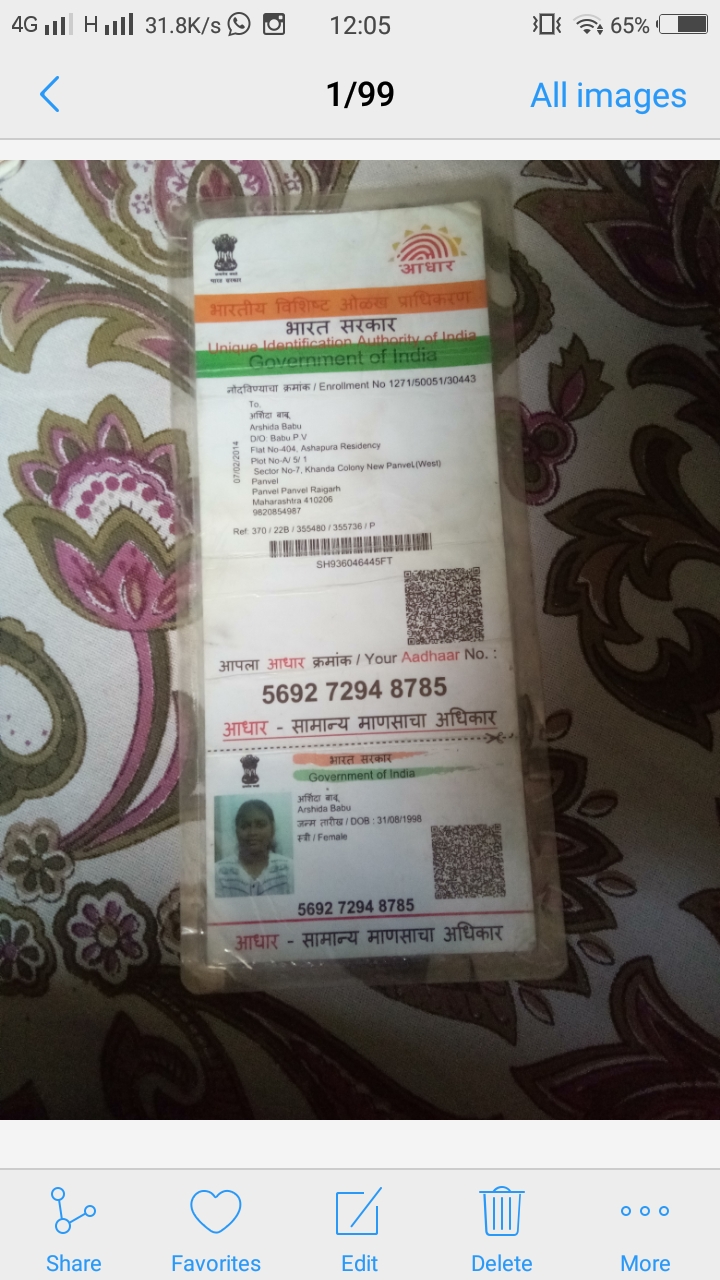 4G H 31.8K/s 12:05 65%
1/99 All images
आधार
भारतीय विशिष्ट ओळख प्राधिकरण
भारत सरकार
Unique Identification Authority of India
Government of India
नोंदविण्याचा क्रमांक / Enrollment No 1271/50051/30443
To,
अर्शिदा बाबू
Arshida Babu
D/O: Babu P V
Flat No-404, Ashapura Residency
Plot No-A/ 5/ 1
Sector No-7, Khanda Colony New Panvel,(West)
Panvel
Panvel Panvel Raigarh
Maharashtra 410206
9820854987
07/02/2014
Ref: 370 / 22B / 355480 / 355736 / P
SH936046445FT
आपला आधार क्रमांक / Your Aadhaar No. :
5692 7294 8785
आधार - सामान्य माणसाचा अधिकार
भारत सरकार
Government of India
अर्शिदा बाबू
Arshida Babu
जन्म तारीख / DOB : 31/08/1998
स्त्री / Female
5692 7294 8785
आधार - सामान्य माणसाचा अधिकार
Share Favorites Edit Delete More